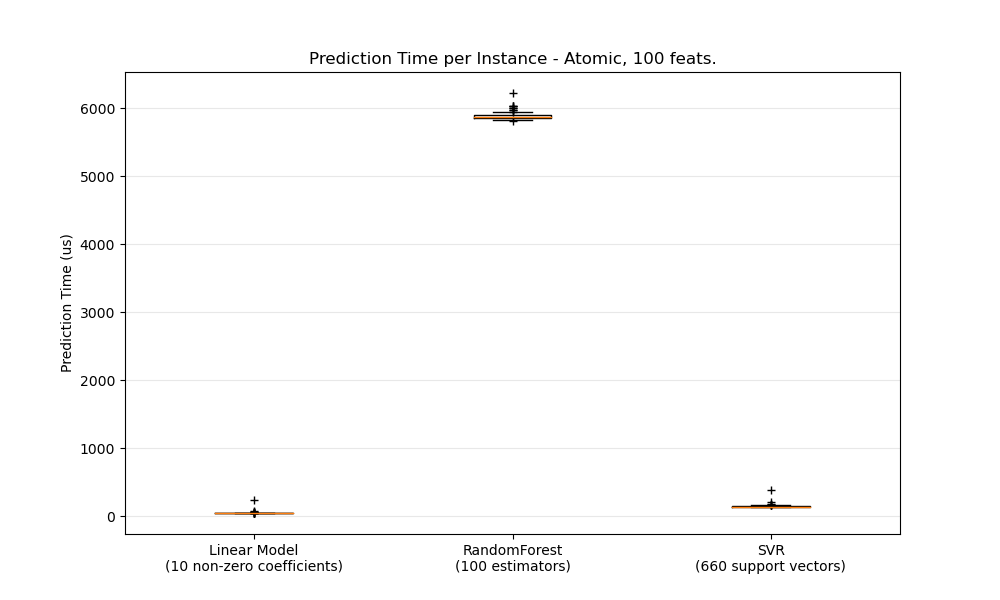 Prediction Time per Instance - Atomic, 100 feats.
Prediction Time (us)
6000
5000
4000
3000
2000
1000
0
Linear Model
(10 non-zero coefficients)
RandomForest
(100 estimators)
SVR
(660 support vectors)